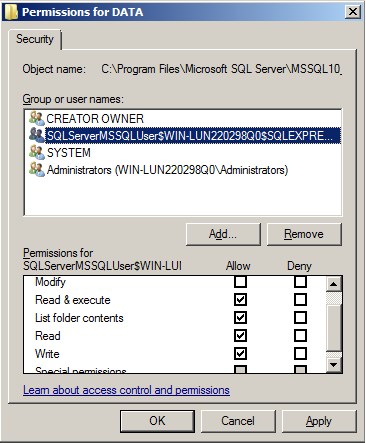 Permissions for DATA
Security
Object name: C:\Program Files\Microsoft SQL Server\MSSQL10_
Group or user names:
CREATOR OWNER
SQLServerMSSQLUser$WIN-LUN220298Q0$SQLEXPRE...
SYSTEM
Administrators (WIN-LUN220298Q0\Administrators)
Add...
Remove
Permissions for
SQLServerMSSQLUser$WIN-LUI Allow Deny
Modify
Read & execute
List folder contents
Read
Write
Special permissions
Learn about access control and permissions
OK Cancel Apply